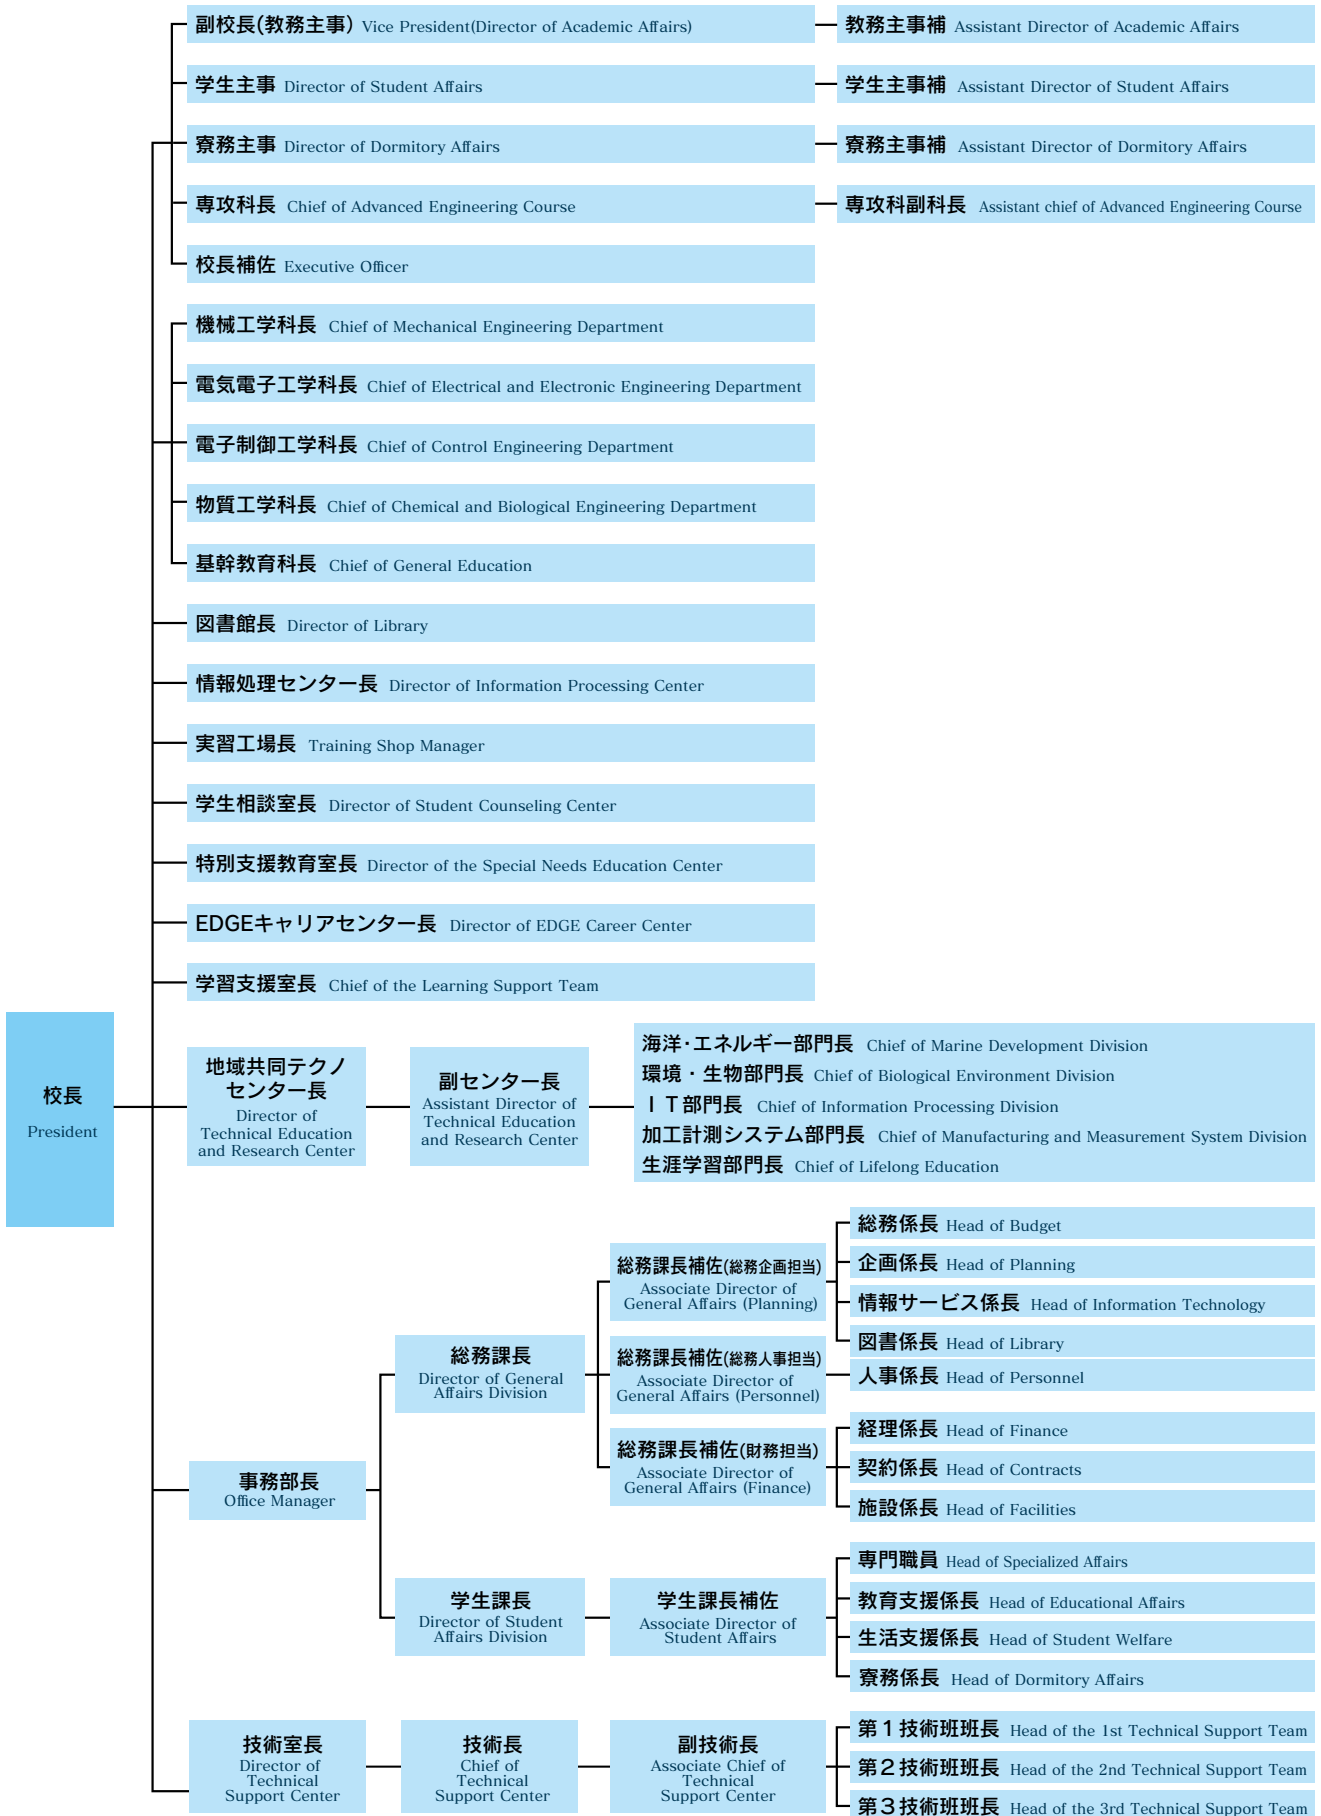 副校長(教務主事) Vice President(Director of Academic Affairs)
教務主事補 Assistant Director of Academic Affairs
学生主事 Director of Student Affairs
学生主事補 Assistant Director of Student Affairs
寮務主事 Director of Dormitory Affairs
寮務主事補 Assistant Director of Dormitory Affairs
専攻科長 Chief of Advanced Engineering Course
専攻科副科長 Assistant chief of Advanced Engineering Course
校長補佐 Executive Officer
機械工学科長 Chief of Mechanical Engineering Department
電気電子工学科長 Chief of Electrical and Electronic Engineering Department
電子制御工学科長 Chief of Control Engineering Department
物質工学科長 Chief of Chemical and Biological Engineering Department
基幹教育科長 Chief of General Education
図書館長 Director of Library
情報処理センター長 Director of Information Processing Center
実習工場長 Training Shop Manager
学生相談室長 Director of Student Counseling Center
特別支援教育室長 Director of the Special Needs Education Center
EDGEキャリアセンター長 Director of EDGE Career Center
学習支援室長 Chief of the Learning Support Team
校長
President
地域共同テクノ
センター長
Director of
Technical Education
and Research Center
副センター長
Assistant Director of
Technical Education
and Research Center
海洋・エネルギー部門長 Chief of Marine Development Division
環境・生物部門長 Chief of Biological Environment Division
ＩＴ部門長 Chief of Information Processing Division
加工計測システム部門長 Chief of Manufacturing and Measurement System Division
生涯学習部門長 Chief of Lifelong Education
事務部長
Office Manager
総務課長
Director of General
Affairs Division
総務課長補佐(総務企画担当)
Associate Director of
General Affairs (Planning)
総務係長 Head of Budget
企画係長 Head of Planning
情報サービス係長 Head of Information Technology
図書係長 Head of Library
総務課長補佐(総務人事担当)
Associate Director of
General Affairs (Personnel)
人事係長 Head of Personnel
総務課長補佐(財務担当)
Associate Director of
General Affairs (Finance)
経理係長 Head of Finance
契約係長 Head of Contracts
施設係長 Head of Facilities
学生課長
Director of Student
Affairs Division
学生課長補佐
Associate Director of
Student Affairs
専門職員 Head of Specialized Affairs
教育支援係長 Head of Educational Affairs
生活支援係長 Head of Student Welfare
寮務係長 Head of Dormitory Affairs
技術室長
Director of
Technical
Support Center
技術長
Chief of
Technical
Support Center
副技術長
Associate Chief of
Technical
Support Center
第１技術班班長 Head of the 1st Technical Support Team
第２技術班班長 Head of the 2nd Technical Support Team
第３技術班班長 Head of the 3rd Technical Support Team